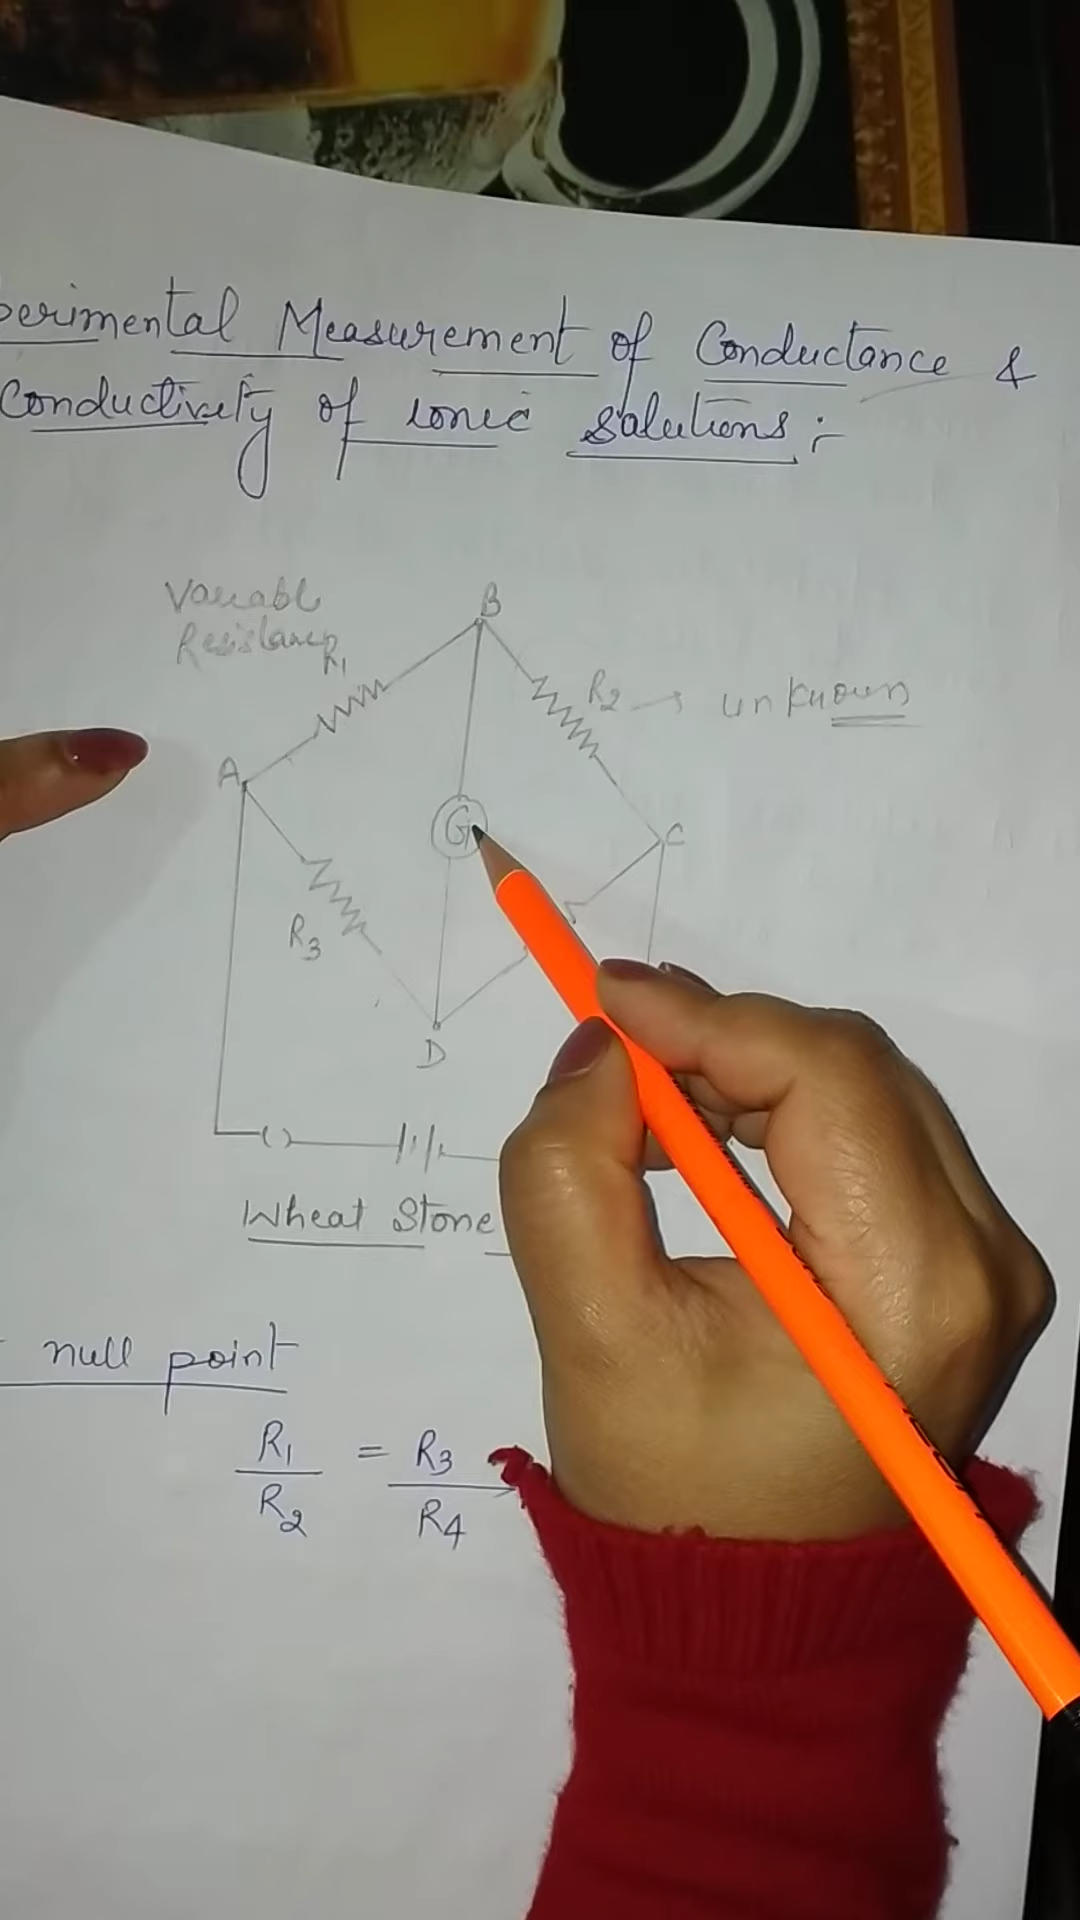 perimental Measurement of Conductance &
Conductivity of ionic Solutions :-
Variable
Resistance
R1
B
R2 → unknown
A
G
C
R3
D
Wheat Stone
null point
R1 = R3
R2 R4